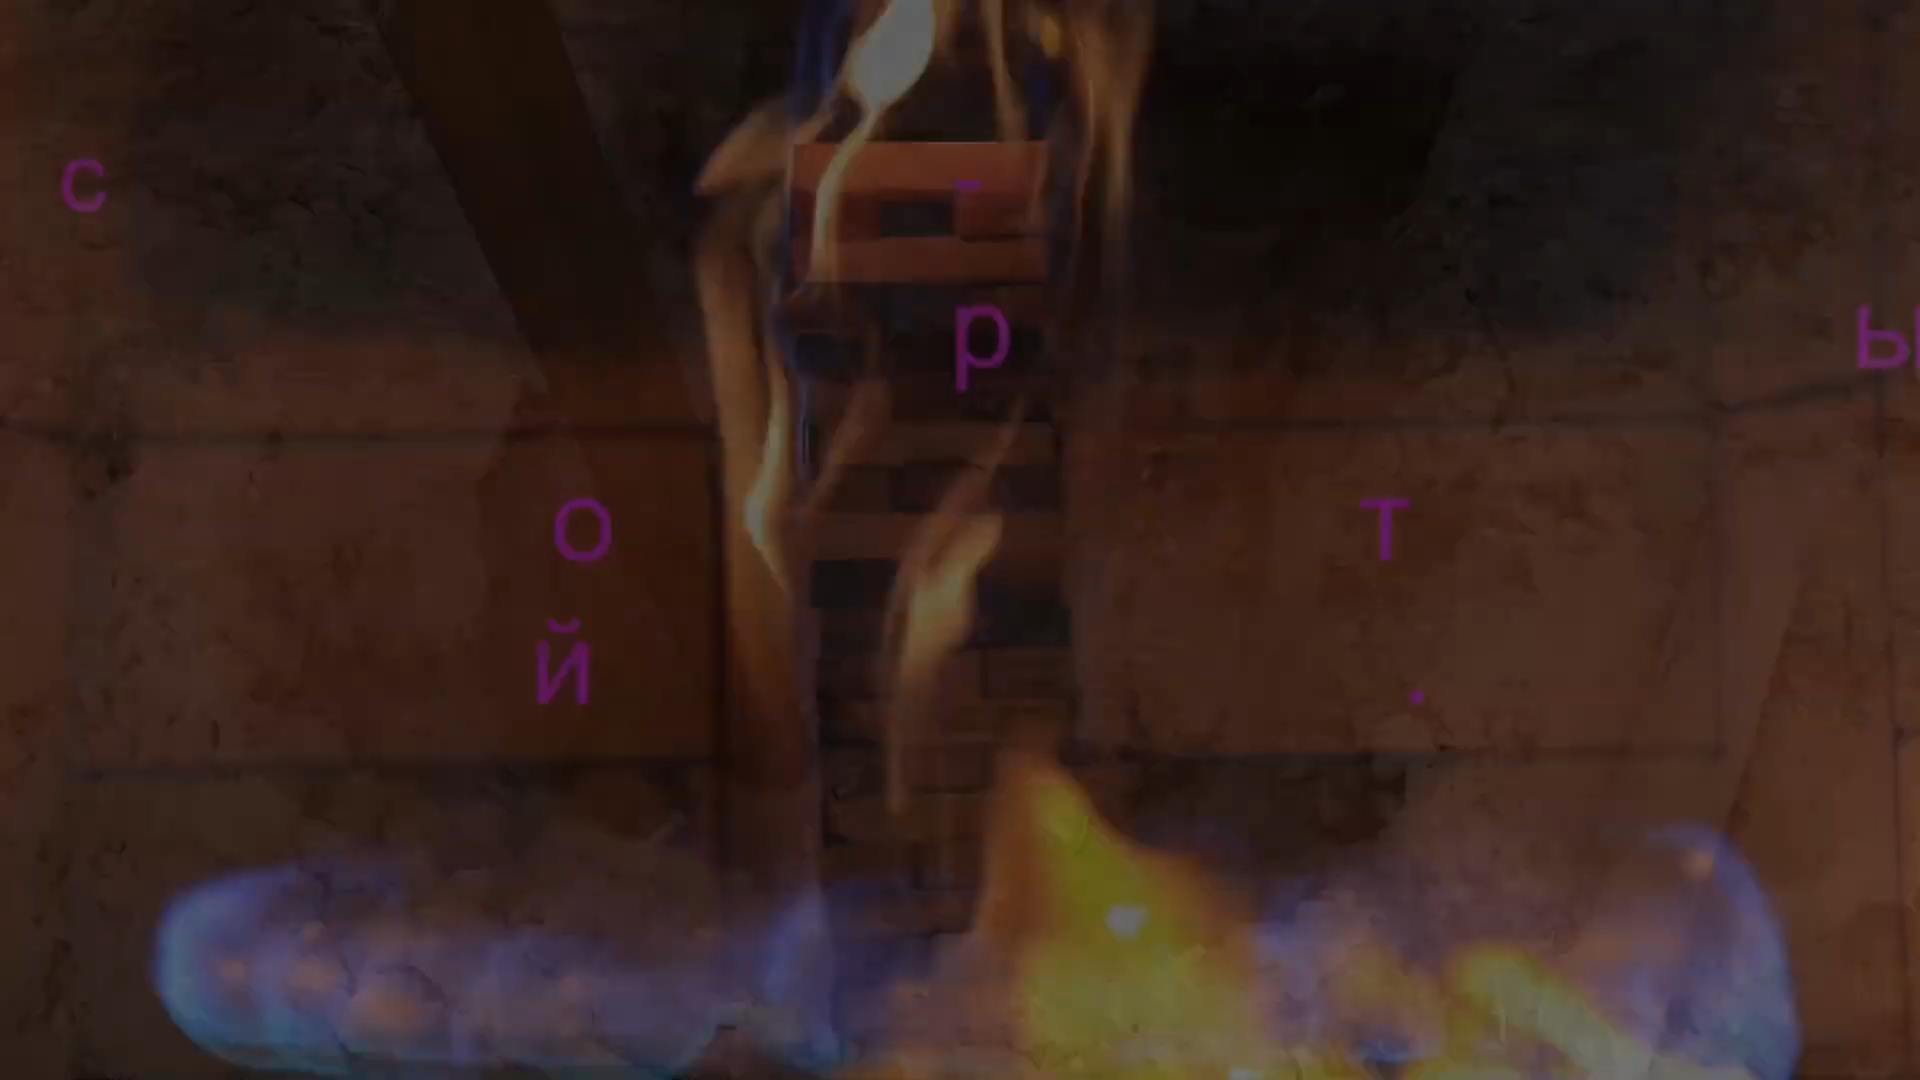 с -
р ы
о т
й .